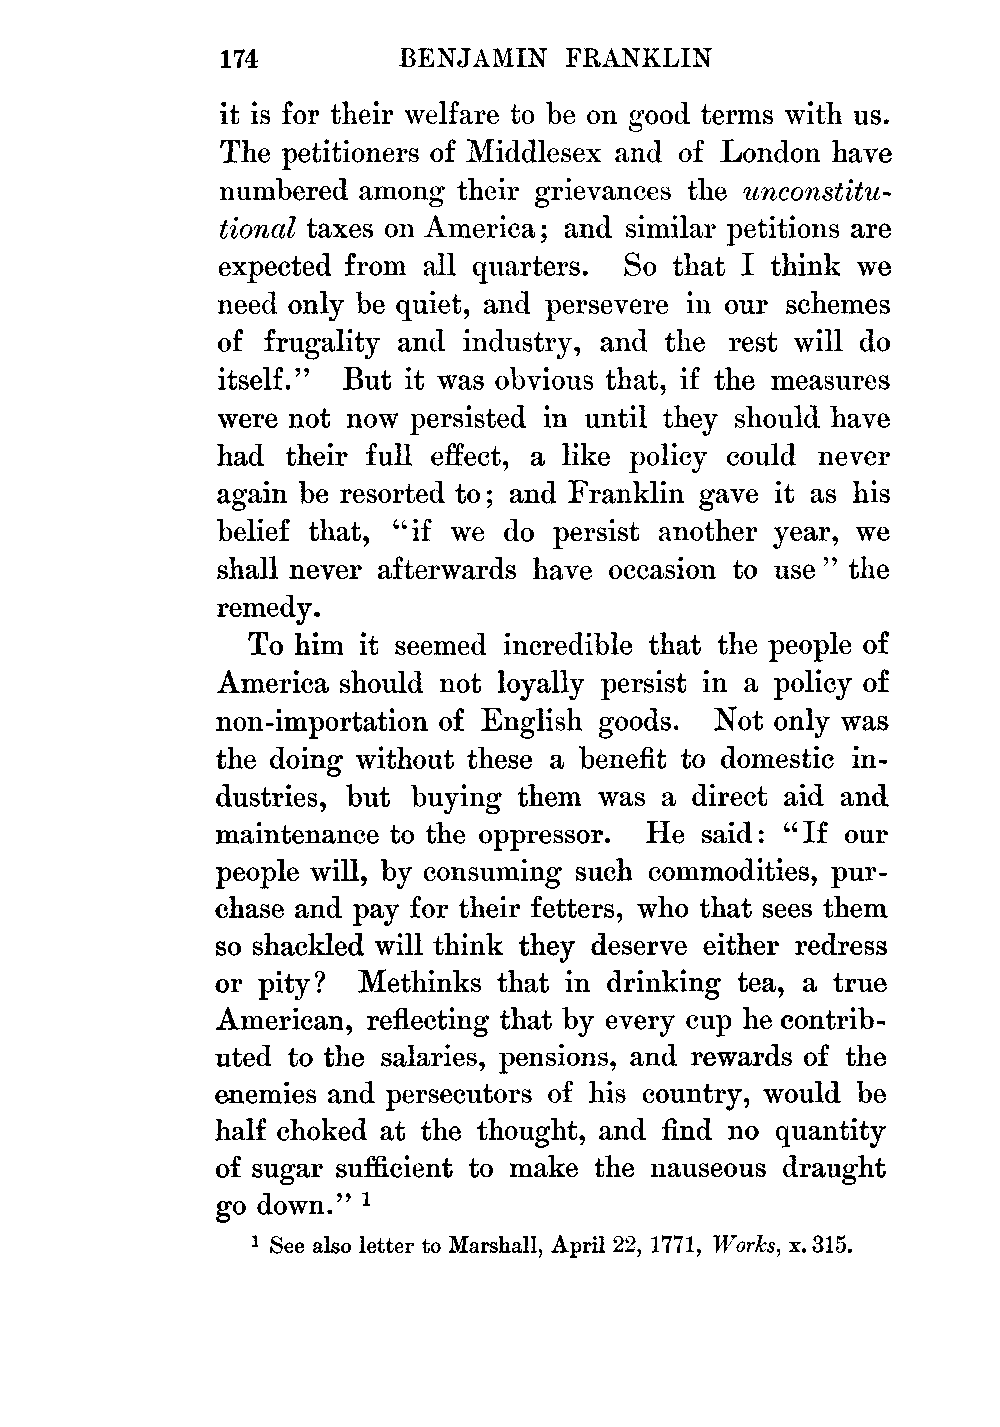 174 BENJAMIN FRANKLIN
it is for their welfare to be on good terms with us.
The petitioners of Middlesex and of London have
numbered among their grievances the unconstitu-
tional taxes on America; and similar petitions are
expected from all quarters. So that I think we
need only be quiet, and persevere in our schemes
of frugality and industry, and the rest will do
itself.” But it was obvious that, if the measures
were not now persisted in until they should have
had their full effect, a like policy could never
again be resorted to; and Franklin gave it as his
belief that, “if we do persist another year, we
shall never afterwards have occasion to use” the
remedy.
To him it seemed incredible that the people of
America should not loyally persist in a policy of
non-importation of English goods. Not only was
the doing without these a benefit to domestic in-
dustries, but buying them was a direct aid and
maintenance to the oppressor. He said: “If our
people will, by consuming such commodities, pur-
chase and pay for their fetters, who that sees them
so shackled will think they deserve either redress
or pity? Methinks that in drinking tea, a true
American, reflecting that by every cup he contrib-
uted to the salaries, pensions, and rewards of the
enemies and persecutors of his country, would be
half choked at the thought, and find no quantity
of sugar sufficient to make the nauseous draught
go down.” 1
1 See also letter to Marshall, April 22, 1771, Works, x. 315.